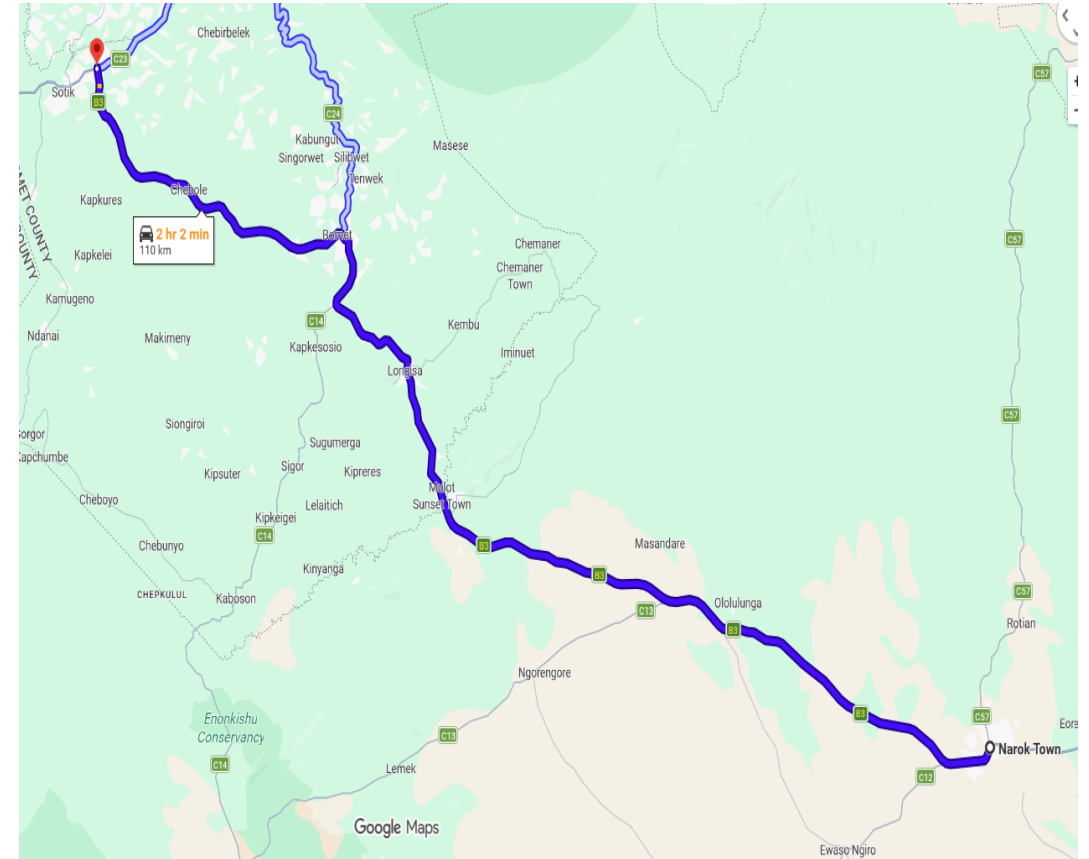 Chebirbelek
C23
C57
Sotik
B3
C24
Kabungut
Singorwet
Silibwet
Masese
Tenwek
Kapkures
Chebole
2 hr 2 min
110 km
Bomet
C57
Chemaner
Kapkelei
Chemaner
Town
Kamugeno
C14
Kembu
Ndanai
Makimeny
Kapkesosio
Iminuet
Longisa
C57
Siongiroi
Sugumerga
Kapchumbe
Kipsuter
Sigor
Kipreres
Mulot
Sunset Town
Cheboyo
Lelaitich
Kipkeigei
C14
Chebunyo
B3
Masandare
Kinyanga
B3
CHEPKULUL
Kaboson
C13
Ololulunga
C57
B3
Rotian
Ngorengore
Enonkishu
Conservancy
C13
B3
C57
Narok Town
C14
Lemek
C12
Google Maps
Ewaso Ngiro